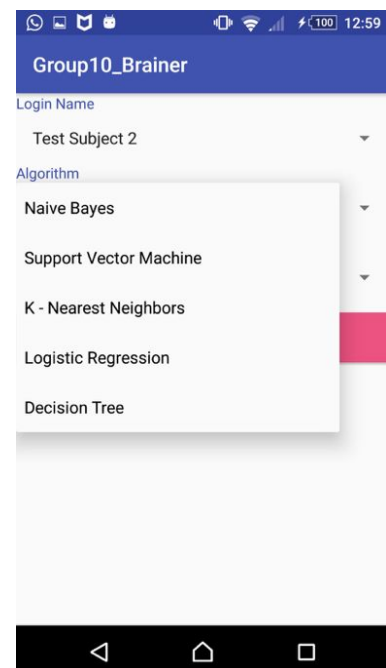 100 12:59
Group10_Brainer
Login Name
Test Subject 2
Algorithm
Naive Bayes
Support Vector Machine
K - Nearest Neighbors
Logistic Regression
Decision Tree